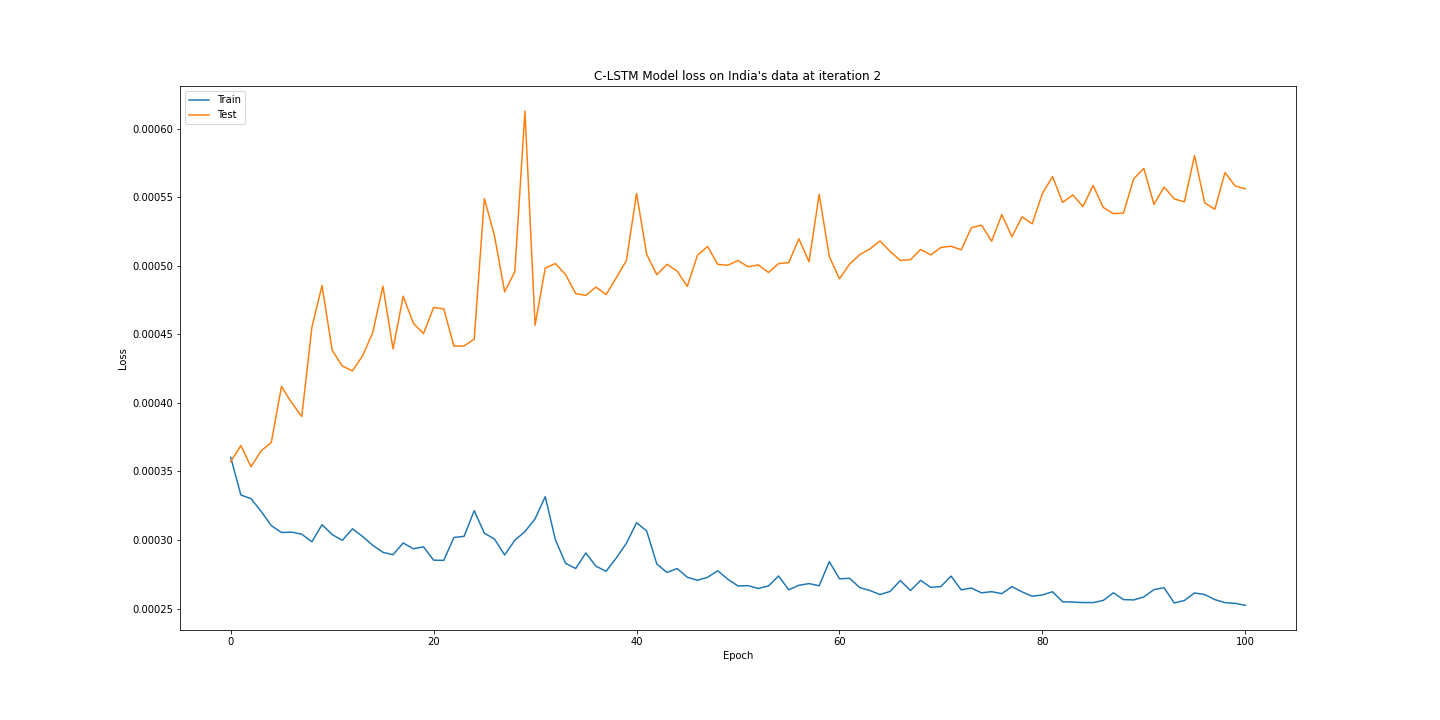 C-LSTM Model loss on India's data at iteration 2
Train
Test
0.00060
0.00055
0.00050
0.00045
0.00040
0.00035
0.00030
0.00025
Loss
0 20 40 60 80 100
Epoch